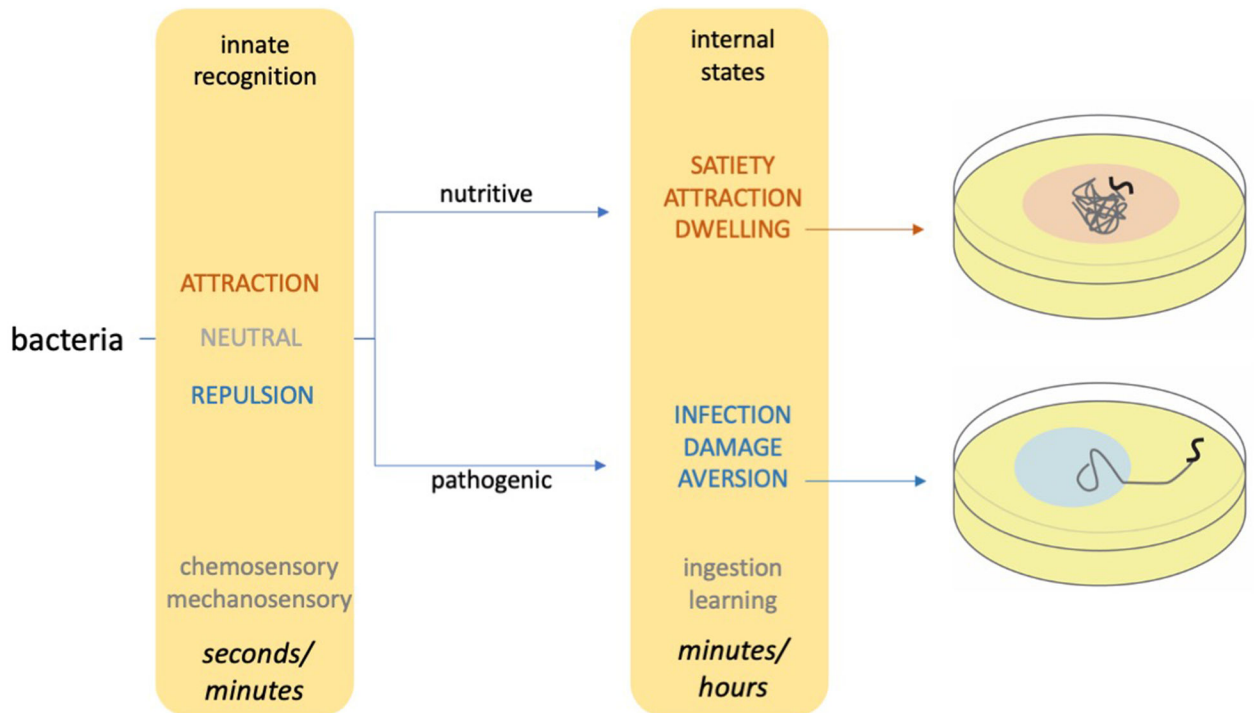 innate
recognition
ATTRACTION
bacteria
NEUTRAL
REPULSION
chemosensory
mechanosensory
seconds/
minutes
nutritive
pathogenic
internal
states
SATIETY
ATTRACTION
DWELLING
INFECTION
DAMAGE
AVERSION
ingestion
learning
minutes/
hours